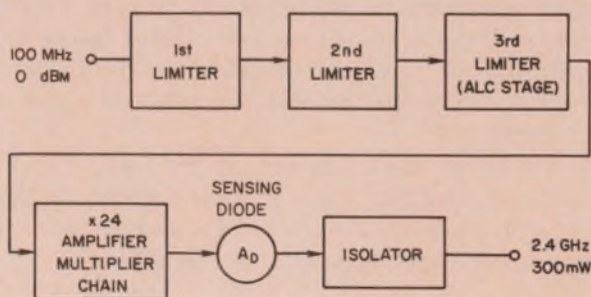 100 MHz
0 dBM
1st
LIMITER
2nd
LIMITER
3rd
LIMITER
(ALC STAGE)
x 24
AMPLIFIER
MULTIPLIER
CHAIN
SENSING
DIODE
AD
ISOLATOR
2.4 GHz
300mW